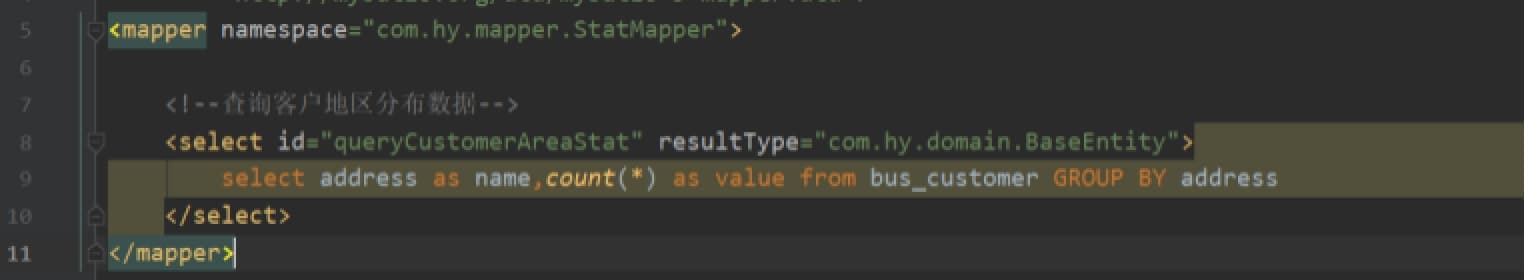 5 <mapper namespace="com.hy.mapper.StatMapper">
6
7 <!--查询客户地区分布数据-->
8 <select id="queryCustomerAreaStat" resultType="com.hy.domain.BaseEntity">
9 select address as name,count(*) as value from bus_customer GROUP BY address
10 </select>
11 </mapper>